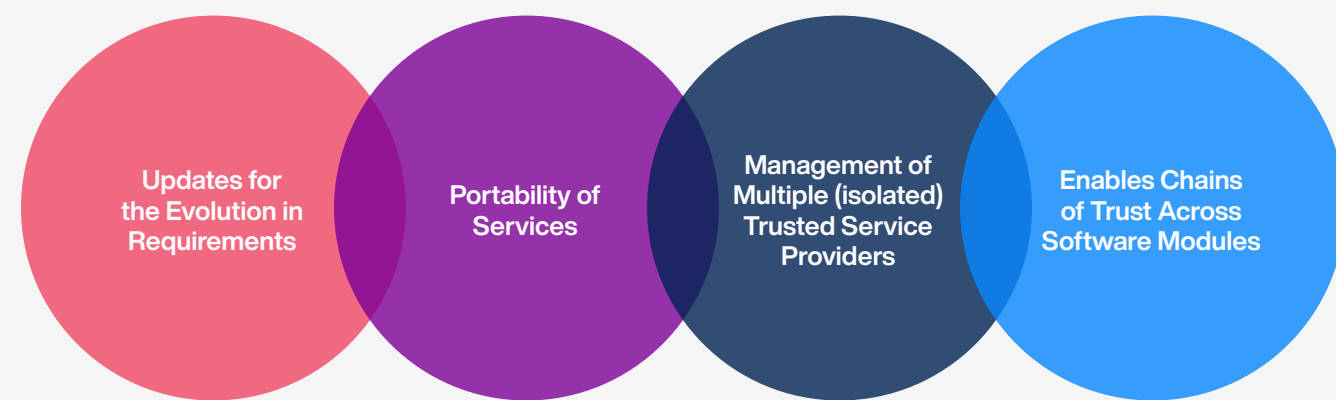 Updates for
the Evolution in
Requirements
Portability of
Services
Management of
Multiple (isolated)
Trusted Service
Providers
Enables Chains
of Trust Across
Software Modules